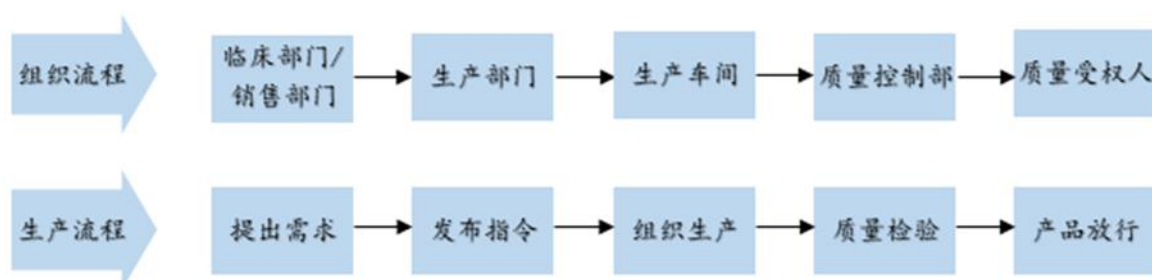 组织流程
临床部门/
销售部门
生产部门
生产车间
质量控制部
质量受权人
生产流程
提出需求
发布指令
组织生产
质量检验
产品放行